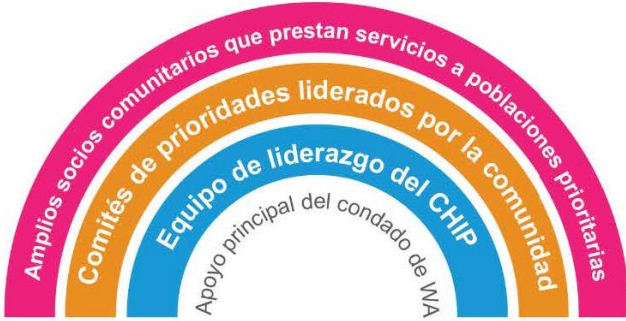 Amplios socios comunitarios que prestan servicios a poblaciones prioritarias
Comités de prioridades liderados por la comunidad
Equipo de liderazgo del CHIP
Apoyo principal del condado de WA